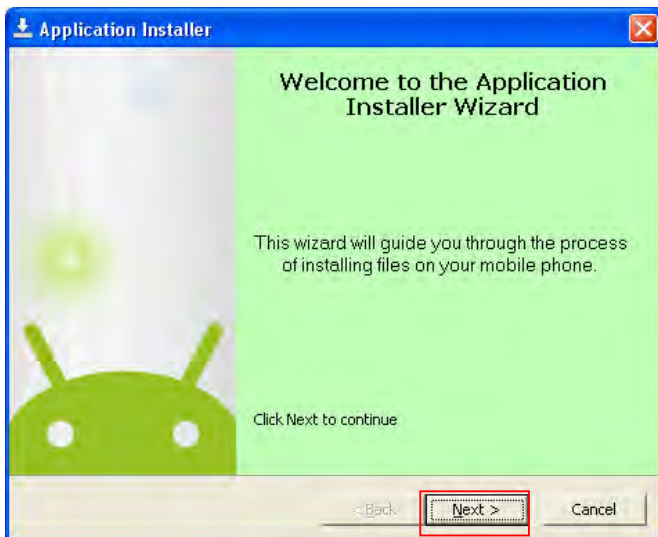 Application Installer
Welcome to the Application
Installer Wizard
This wizard will guide you through the process
of installing files on your mobile phone.
Click Next to continue
< Back
Next >
Cancel